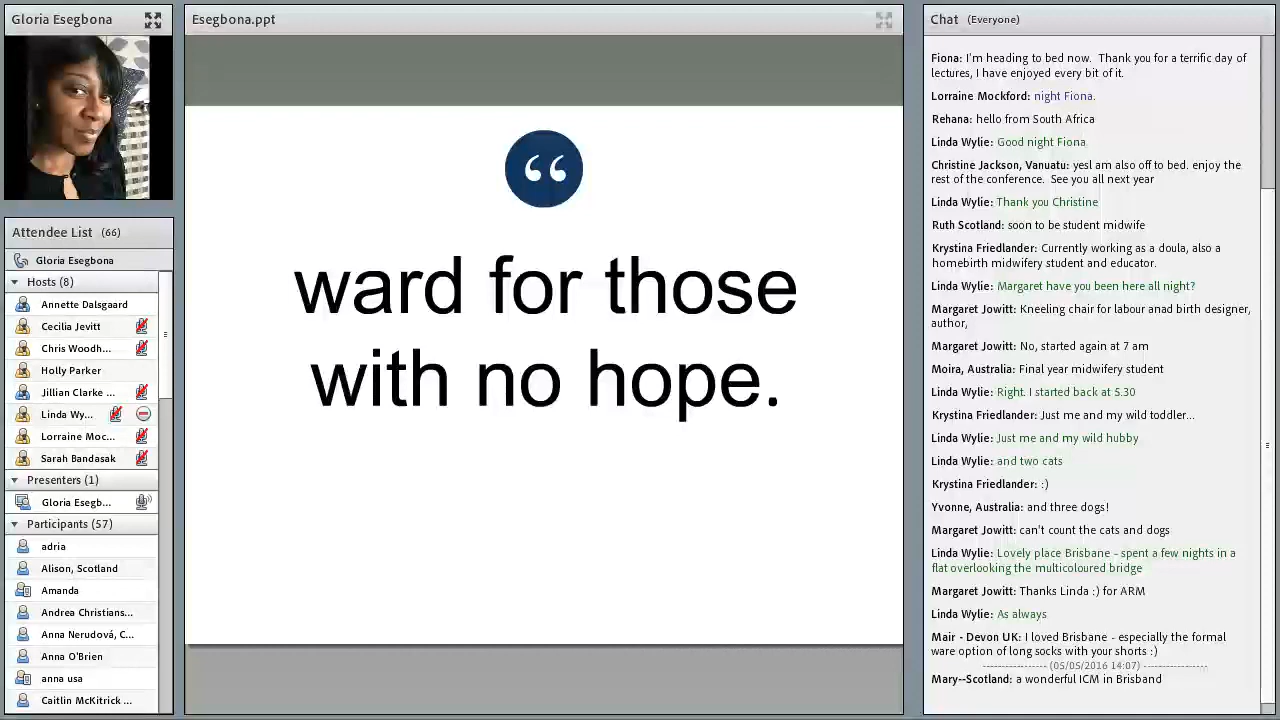 Gloria Esegbona
Attendee List (66)
Gloria Esegbona
Hosts (8)
Annette Dalsgaard
Cecilia Jevitt
Chris Woodh...
Holly Parker
Jillian Clarke ...
Linda Wy...
Lorraine Moc...
Sarah Bandasak
Presenters (1)
Gloria Esegb...
Participants (57)
adria
Alison, Scotland
Amanda
Andrea Christians...
Anna Nerudová, C...
Anna O'Brien
anna usa
Caitlin McKitrick ...
Esegbona.ppt
“
ward for those
with no hope.
Chat (Everyone)
Fiona: I'm heading to bed now. Thank you for a terrific day of
lectures, I have enjoyed every bit of it.
Lorraine Mockford: night Fiona.
Rehana: hello from South Africa
Linda Wylie: Good night Fiona
Christine Jackson, Vanuatu: yesI am also off to bed. enjoy the
rest of the conference. See you all next year
Linda Wylie: Thank you Christine
Ruth Scotland: soon to be student midwife
Krystina Friedlander: Currently working as a doula, also a
homebirth midwifery student and educator.
Linda Wylie: Margaret have you been here all night?
Margaret Jowitt: Kneeling chair for labour anad birth designer,
author,
Margaret Jowitt: No, started again at 7 am
Moira, Australia: Final year midwifery student
Linda Wylie: Right. I started back at 5.30
Krystina Friedlander: Just me and my wild toddler...
Linda Wylie: Just me and my wild hubby
Linda Wylie: and two cats
Krystina Friedlander: :)
Yvonne, Australia: and three dogs!
Margaret Jowitt: can't count the cats and dogs
Linda Wylie: Lovely place Brisbane - spent a few nights in a
flat overlooking the multicoloured bridge
Margaret Jowitt: Thanks Linda :) for ARM
Linda Wylie: As always
Mair - Devon UK: I loved Brisbane - especially the formal
ware option of long socks with your shorts :)
------------------ (05/05/2016 14:07) ------------------
Mary--Scotland: a wonderful ICM in Brisband